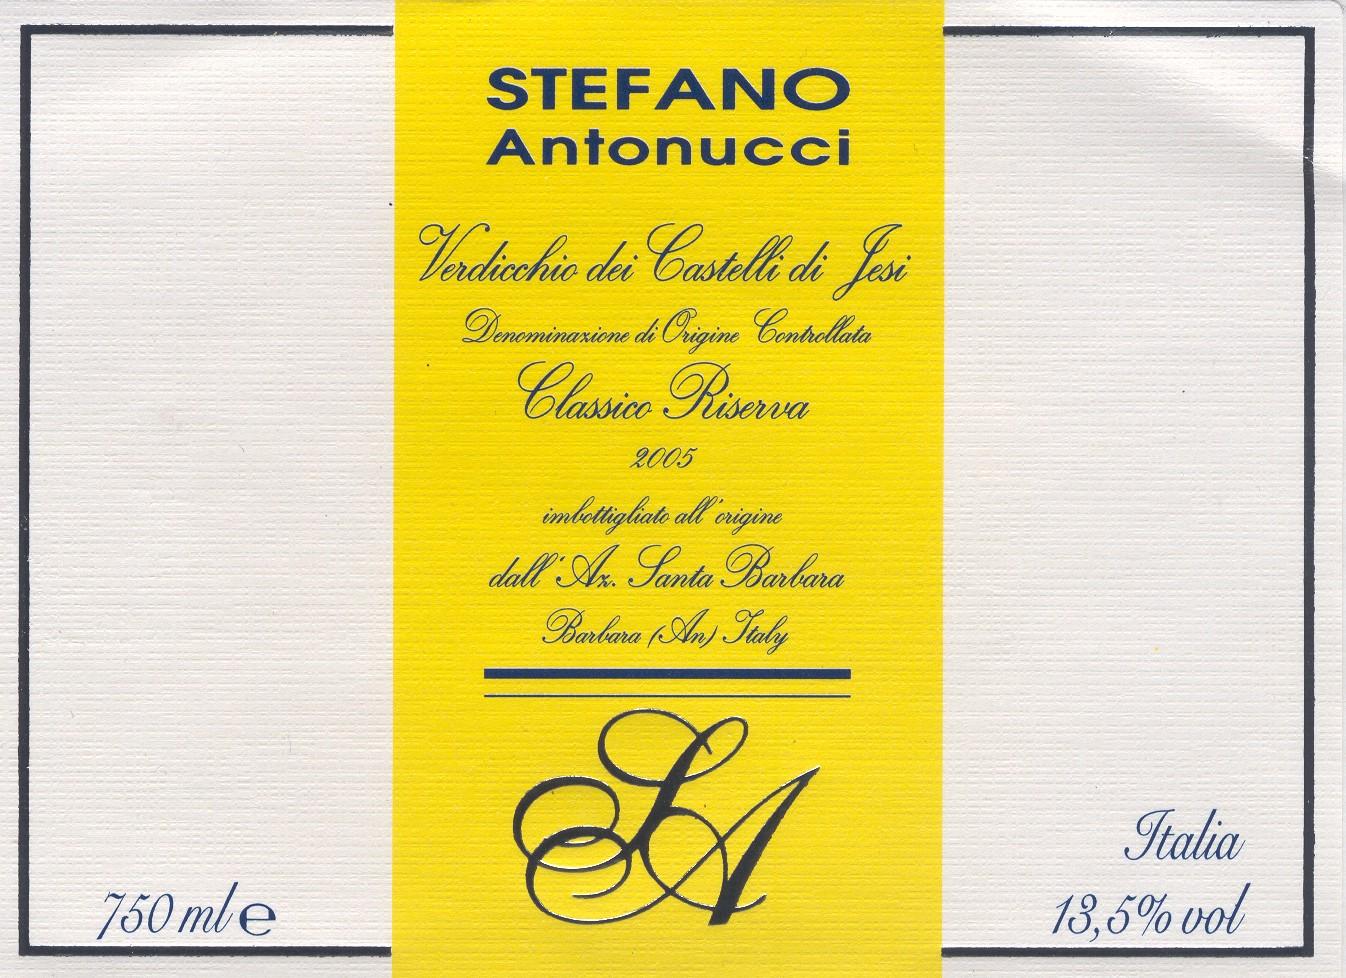 STEFANO
Antonucci
Verdicchio dei Castelli di Jesi
Denominazione di Origine Controllata
Classico Riserva
2005
imbottigliato all'origine
dall'Az. Santa Barbara
Barbara (An) Italy
SA
750 ml e
Italia
13,5% vol